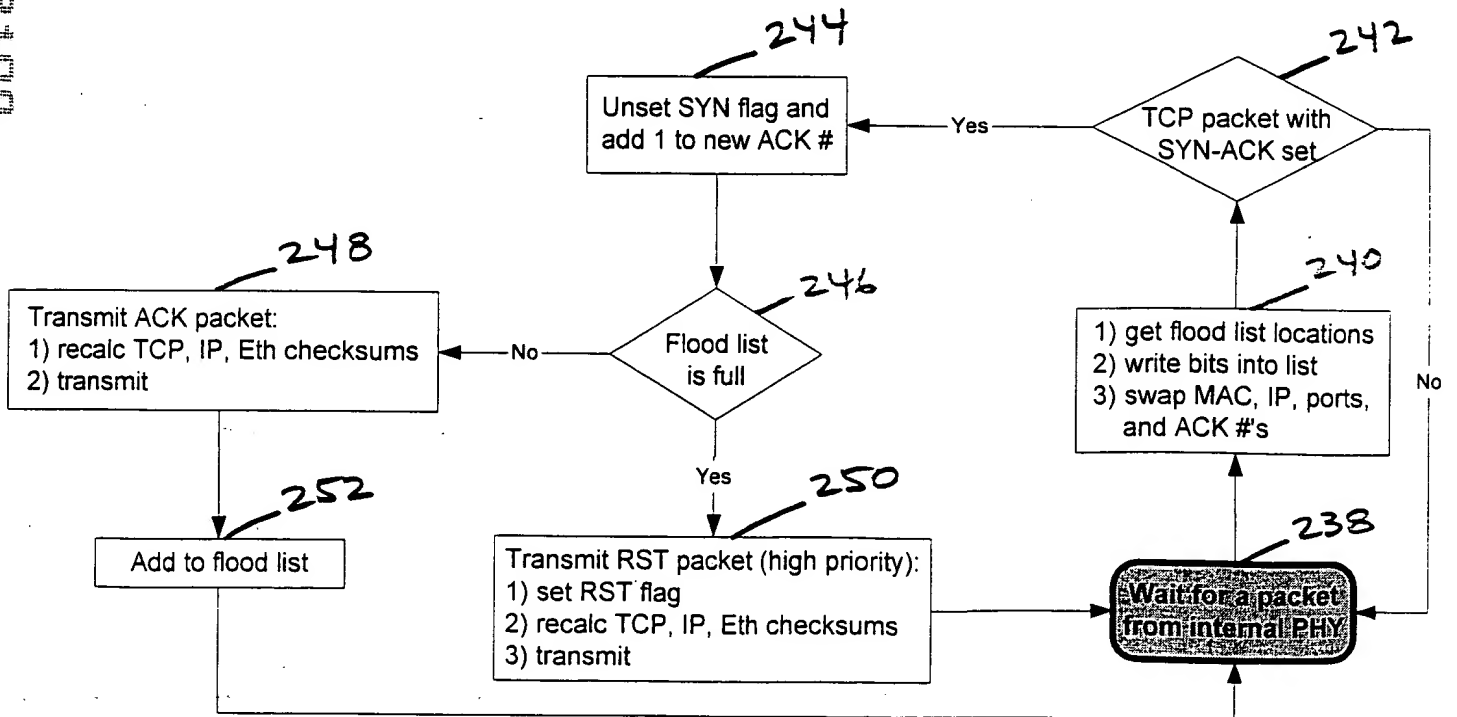 244
Unset SYN flag and
add 1 to new ACK #
242
TCP packet with
SYN-ACK set
Yes
No
248
Transmit ACK packet:
1) recalc TCP, IP, Eth checksums
2) transmit
No
246
Flood list
is full
Yes
240
1) get flood list locations
2) write bits into list
3) swap MAC, IP, ports,
and ACK #'s
252
Add to flood list
250
Transmit RST packet (high priority):
1) set RST flag
2) recalc TCP, IP, Eth checksums
3) transmit
238
Wait for a packet
from internal PHY